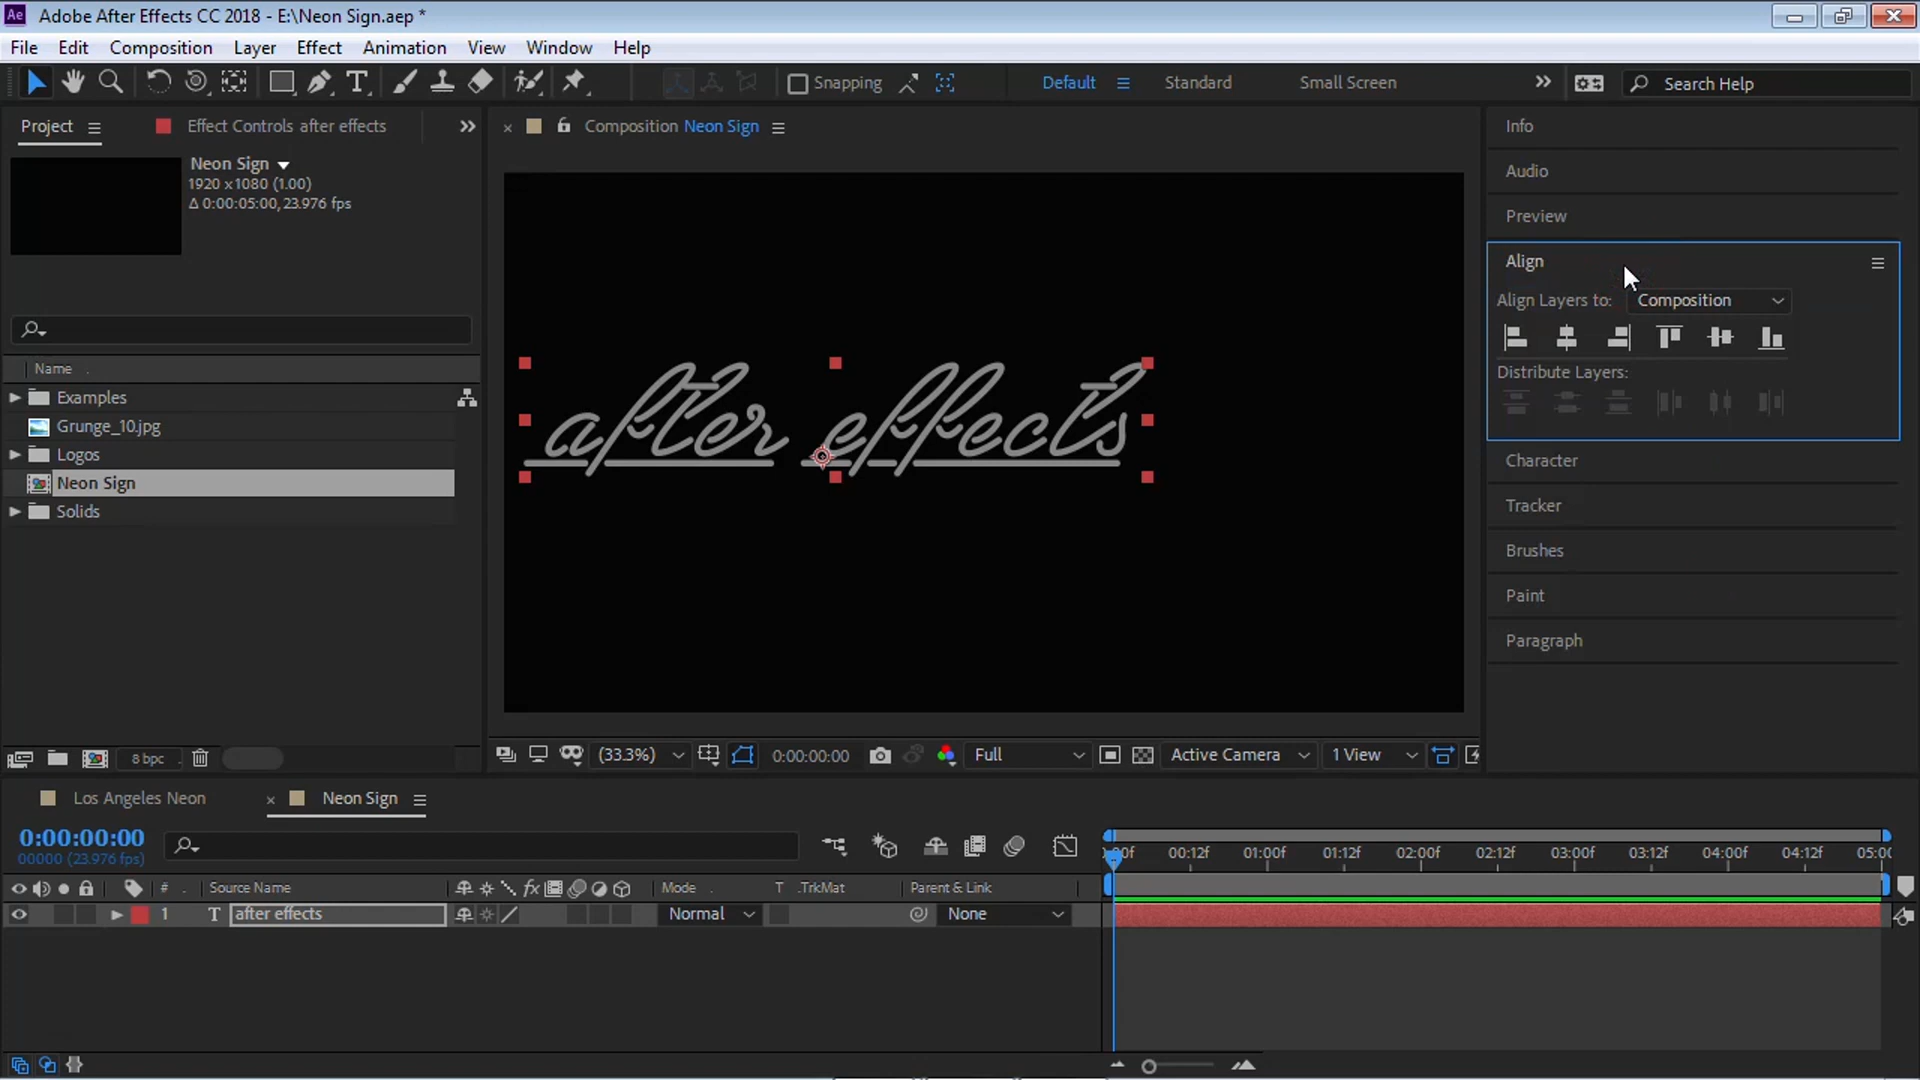 Ae Adobe After Effects CC 2018 - E:\Neon Sign.aep *
File Edit Composition Layer Effect Animation View Window Help
Snapping Default Standard Small Screen Search Help
Project Effect Controls after effects
Composition Neon Sign
Neon Sign
1920 x1080 (1.00)
Δ 0:00:05:00, 23.976 fps
Name
Examples
Grunge_10.jpg
Logos
Neon Sign
Solids
8 bpc
after effects
(33.3%) 0:00:00:00 Full Active Camera 1 View
Info
Audio
Preview
Align
Align Layers to: Composition
Distribute Layers:
Character
Tracker
Brushes
Paint
Paragraph
Los Angeles Neon Neon Sign
0:00:00:00
00000 (23.976 fps)
00:12f 01:00f 01:12f 02:00f 02:12f 03:00f 03:12f 04:00f 04:12f
# Source Name fx Mode T .TrkMat Parent & Link
1 T after effects Normal None